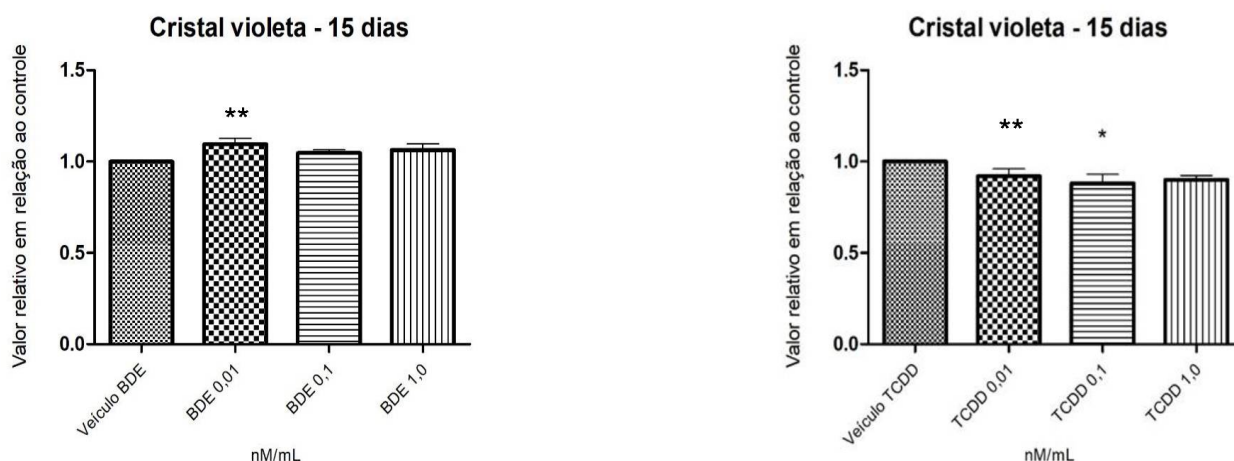 Cristal violeta - 15 dias
Valor relativo em relação ao controle
1.5
1.0
0.5
0.0
**
Veículo BDE
BDE 0,01
BDE 0,1
BDE 1,0
nM/mL
Cristal violeta - 15 dias
Valor relativo em relação ao controle
1.5
1.0
0.5
0.0
**
*
Veículo TCDD
TCDD 0,01
TCDD 0,1
TCDD 1,0
nM/mL